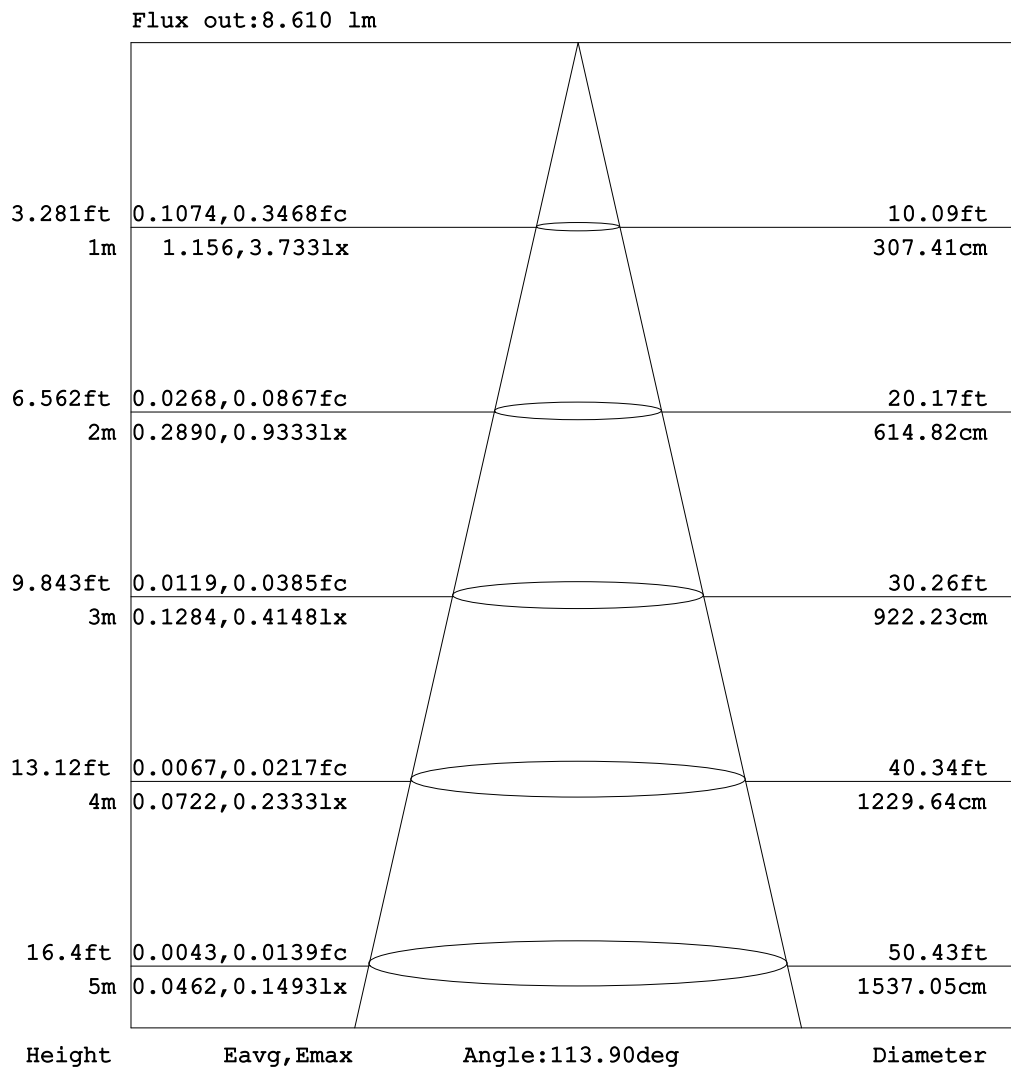 Flux out:8.610 lm
3.281ft 0.1074,0.3468fc 10.09ft
1m 1.156,3.733lx 307.41cm
6.562ft 0.0268,0.0867fc 20.17ft
2m 0.2890,0.9333lx 614.82cm
9.843ft 0.0119,0.0385fc 30.26ft
3m 0.1284,0.4148lx 922.23cm
13.12ft 0.0067,0.0217fc 40.34ft
4m 0.0722,0.2333lx 1229.64cm
16.4ft 0.0043,0.0139fc 50.43ft
5m 0.0462,0.1493lx 1537.05cm
Height Eavg,Emax Angle:113.90deg Diameter